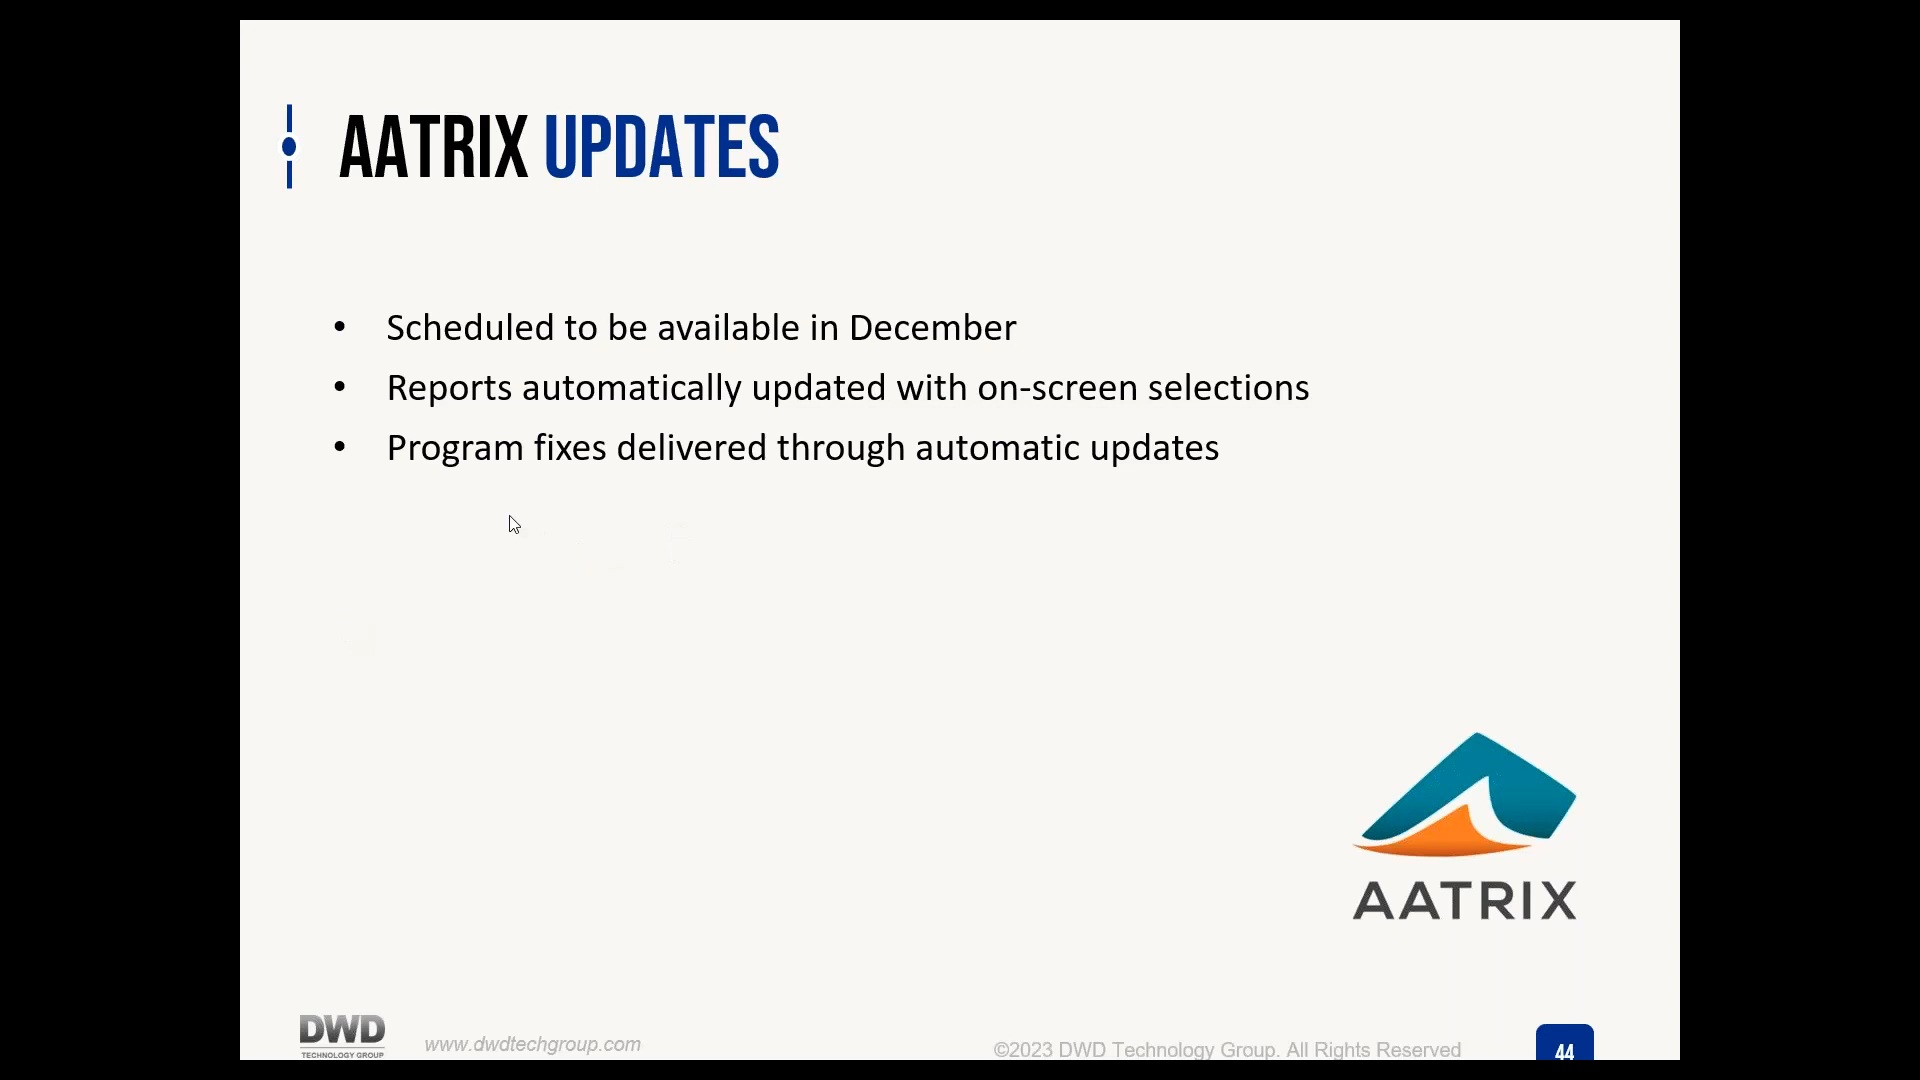 AATRIX UPDATES
• Scheduled to be available in December
• Reports automatically updated with on-screen selections
• Program fixes delivered through automatic updates
AATRIX
DWD
TECHNOLOGY GROUP
www.dwdtechgroup.com
©2023 DWD Technology Group. All Rights Reserved
44